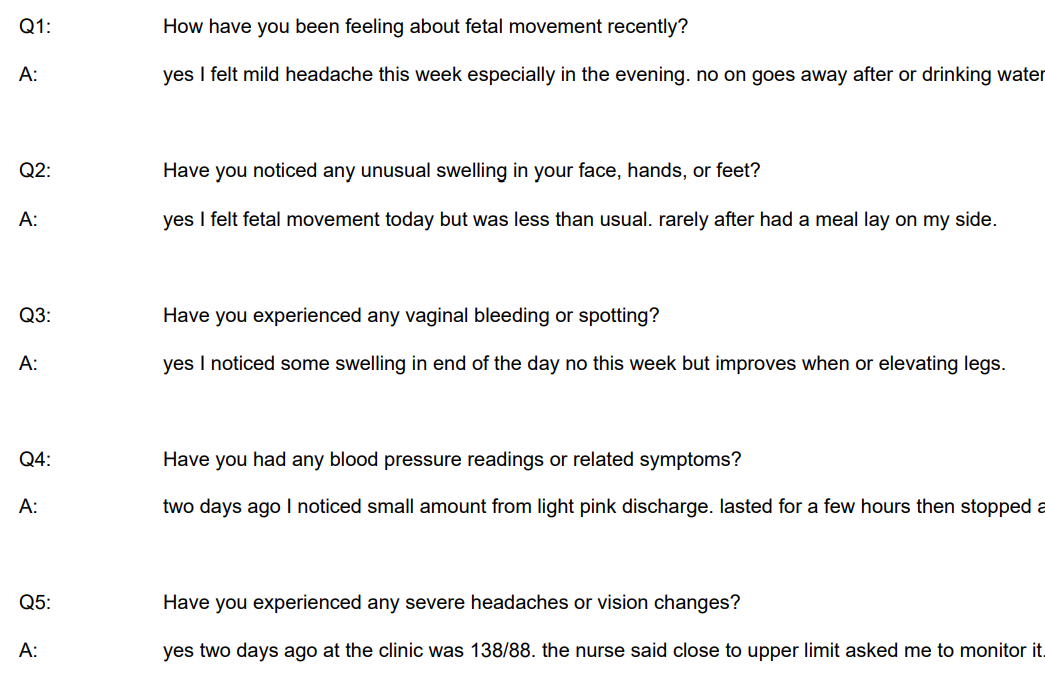 Q1: How have you been feeling about fetal movement recently?
A: yes I felt mild headache this week especially in the evening. no on goes away after or drinking water
Q2: Have you noticed any unusual swelling in your face, hands, or feet?
A: yes I felt fetal movement today but was less than usual. rarely after had a meal lay on my side.
Q3: Have you experienced any vaginal bleeding or spotting?
A: yes I noticed some swelling in end of the day no this week but improves when or elevating legs.
Q4: Have you had any blood pressure readings or related symptoms?
A: two days ago I noticed small amount from light pink discharge. lasted for a few hours then stopped a
Q5: Have you experienced any severe headaches or vision changes?
A: yes two days ago at the clinic was 138/88. the nurse said close to upper limit asked me to monitor it.